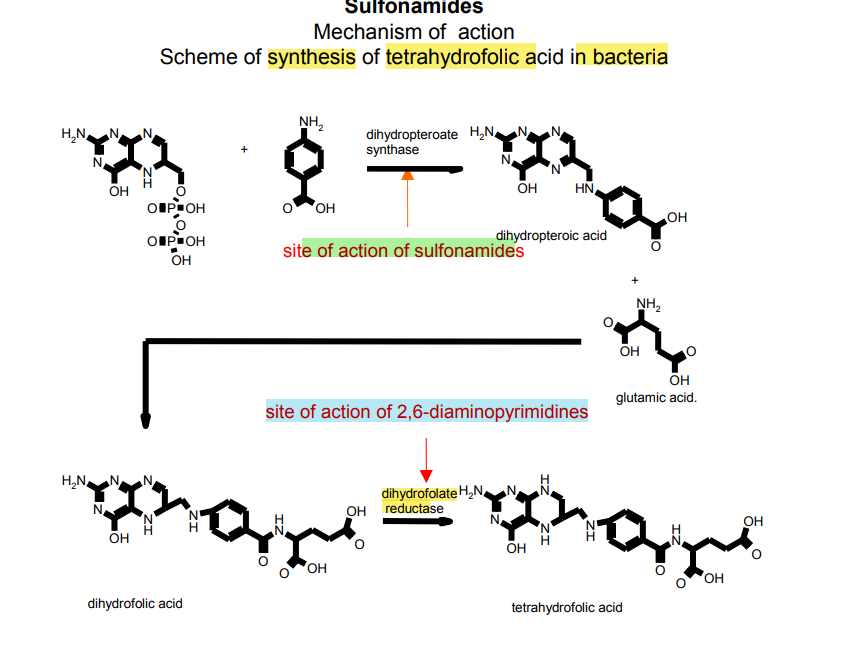 Sulfonamides
Mechanism of action
Scheme of synthesis of tetrahydrofolic acid in bacteria
H2N N N
N N
H
OH
O
O P OH
O
O P OH
OH
+
NH2
O OH
dihydropteroate
synthase
H2N N N
N N
OH
HN
OH
O
dihydropteroic acid
site of action of sulfonamides
+
NH2
O
OH
O
OH
glutamic acid.
site of action of 2,6-diaminopyrimidines
H2N N N
N N
H
OH
N
H
O
H
N
O OH
OH
O
dihydrofolic acid
dihydrofolate
reductase
H2N N
H
N
N N
H
OH
N
H
O
H
N
O OH
OH
O
tetrahydrofolic acid